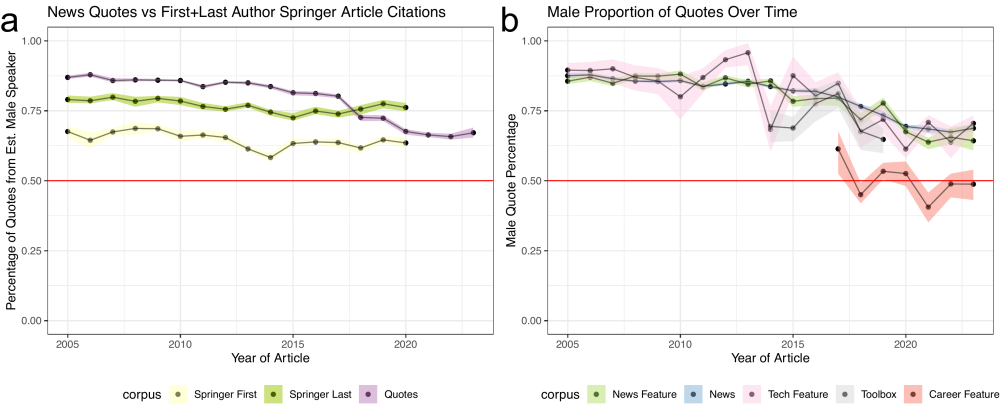 a
News Quotes vs First+Last Author Springer Article Citations
Percentage of Quotes from Est. Male Speaker
1.00
0.75
0.50
0.25
0.00
2005
2010
2015
2020
Year of Article
corpus
Springer First
Springer Last
Quotes
b
Male Proportion of Quotes Over Time
Male Quote Percentage
1.00
0.75
0.50
0.25
0.00
2005
2010
2015
2020
Year of Article
corpus
News Feature
News
Tech Feature
Toolbox
Career Feature